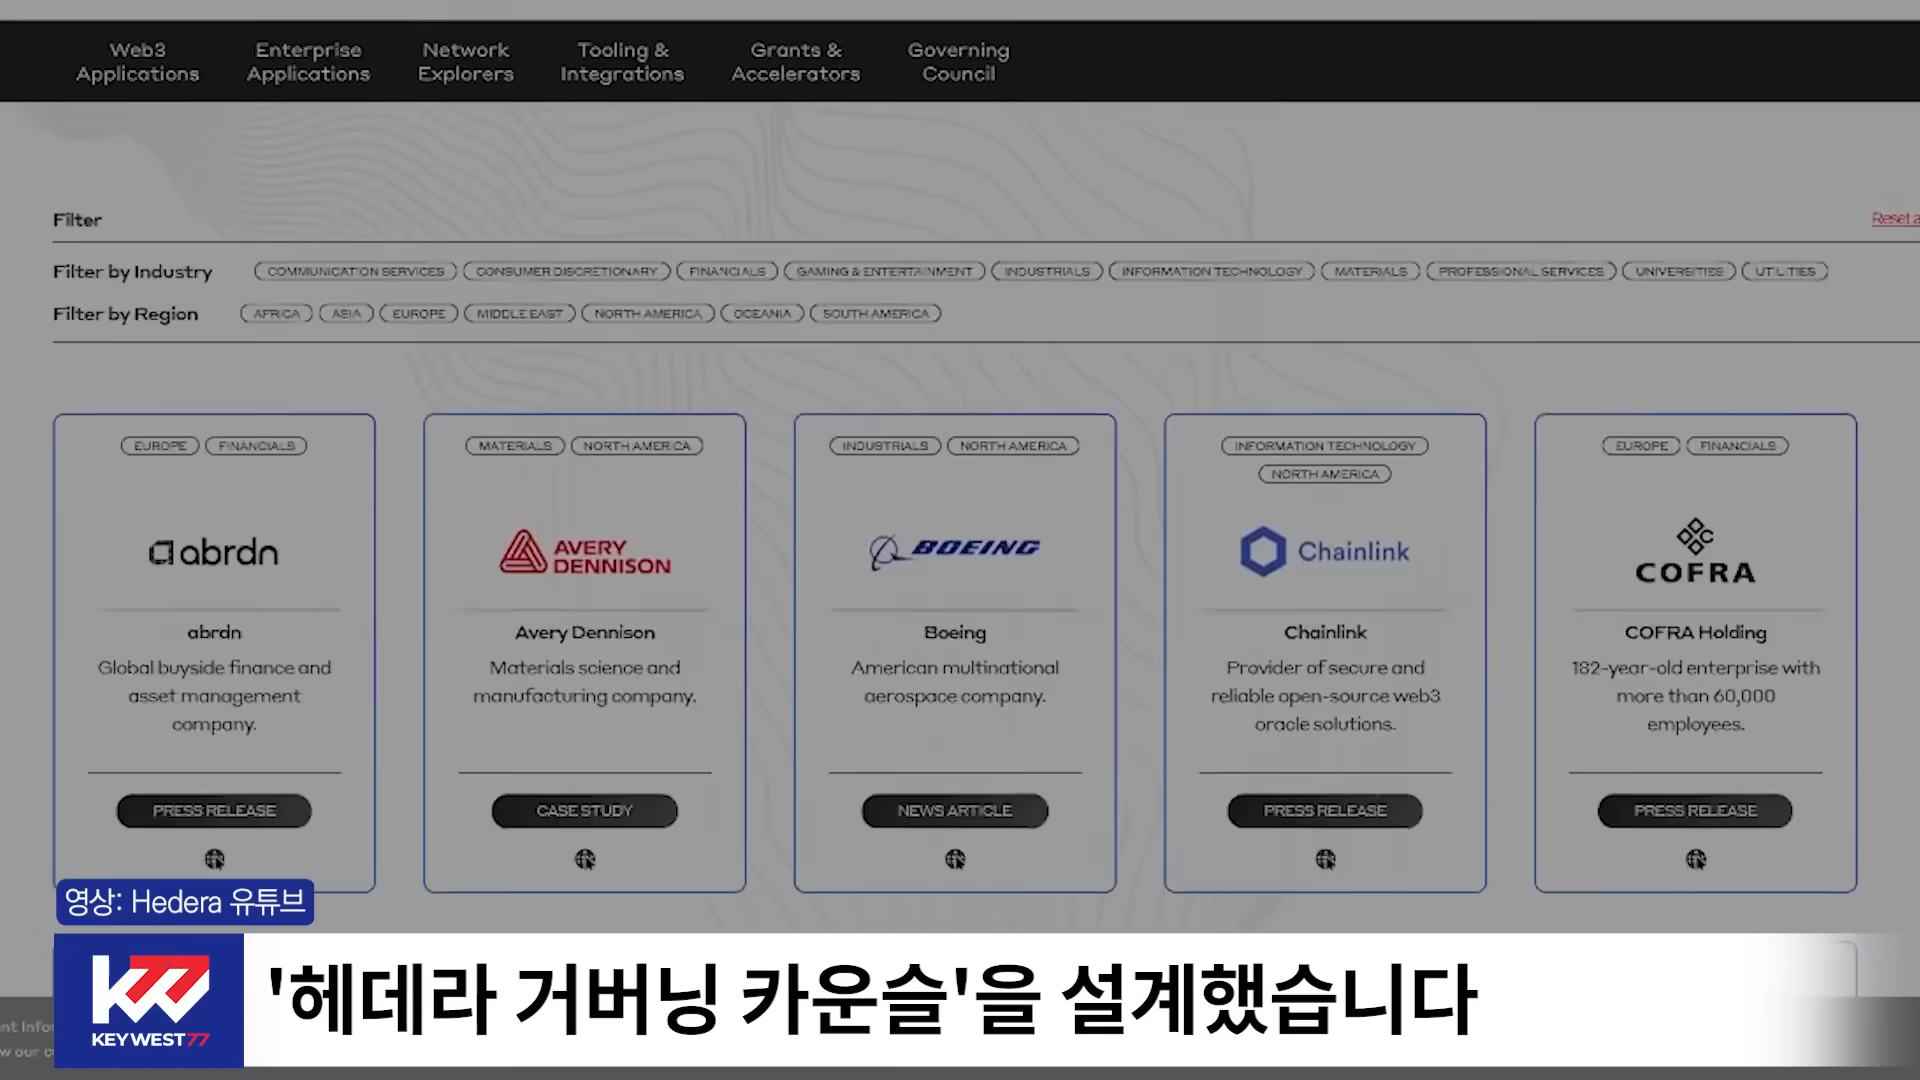 Web3
Applications
Enterprise
Applications
Network
Explorers
Tooling &
Integrations
Grants &
Accelerators
Governing
Council
Filter
Reset a
Filter by Industry
COMMUNICATION SERVICES
CONSUMER DISCRETIONARY
FINANCIALS
GAMING & ENTERTAINMENT
INDUSTRIALS
INFORMATION TECHNOLOGY
MATERIALS
PROFESSIONAL SERVICES
UNIVERSITIES
UTILITIES
Filter by Region
AFRICA
ASIA
EUROPE
MIDDLE EAST
NORTH AMERICA
OCEANIA
SOUTH AMERICA
EUROPE
FINANCIALS
abrdn
abrdn
Global buyside finance and
asset management
company.
PRESS RELEASE
MATERIALS
NORTH AMERICA
AVERY
DENNISON
Avery Dennison
Materials science and
manufacturing company.
CASE STUDY
INDUSTRIALS
NORTH AMERICA
BOEING
Boeing
American multinational
aerospace company.
NEWS ARTICLE
INFORMATION TECHNOLOGY
NORTH AMERICA
Chainlink
Chainlink
Provider of secure and
reliable open-source web3
oracle solutions.
PRESS RELEASE
EUROPE
FINANCIALS
COFRA
COFRA Holding
182-year-old enterprise with
more than 60,000
employees.
PRESS RELEASE
영상: Hedera 유튜브
K77
KEYWEST77
'헤데라 거버닝 카운슬'을 설계했습니다
nt Info
w our c